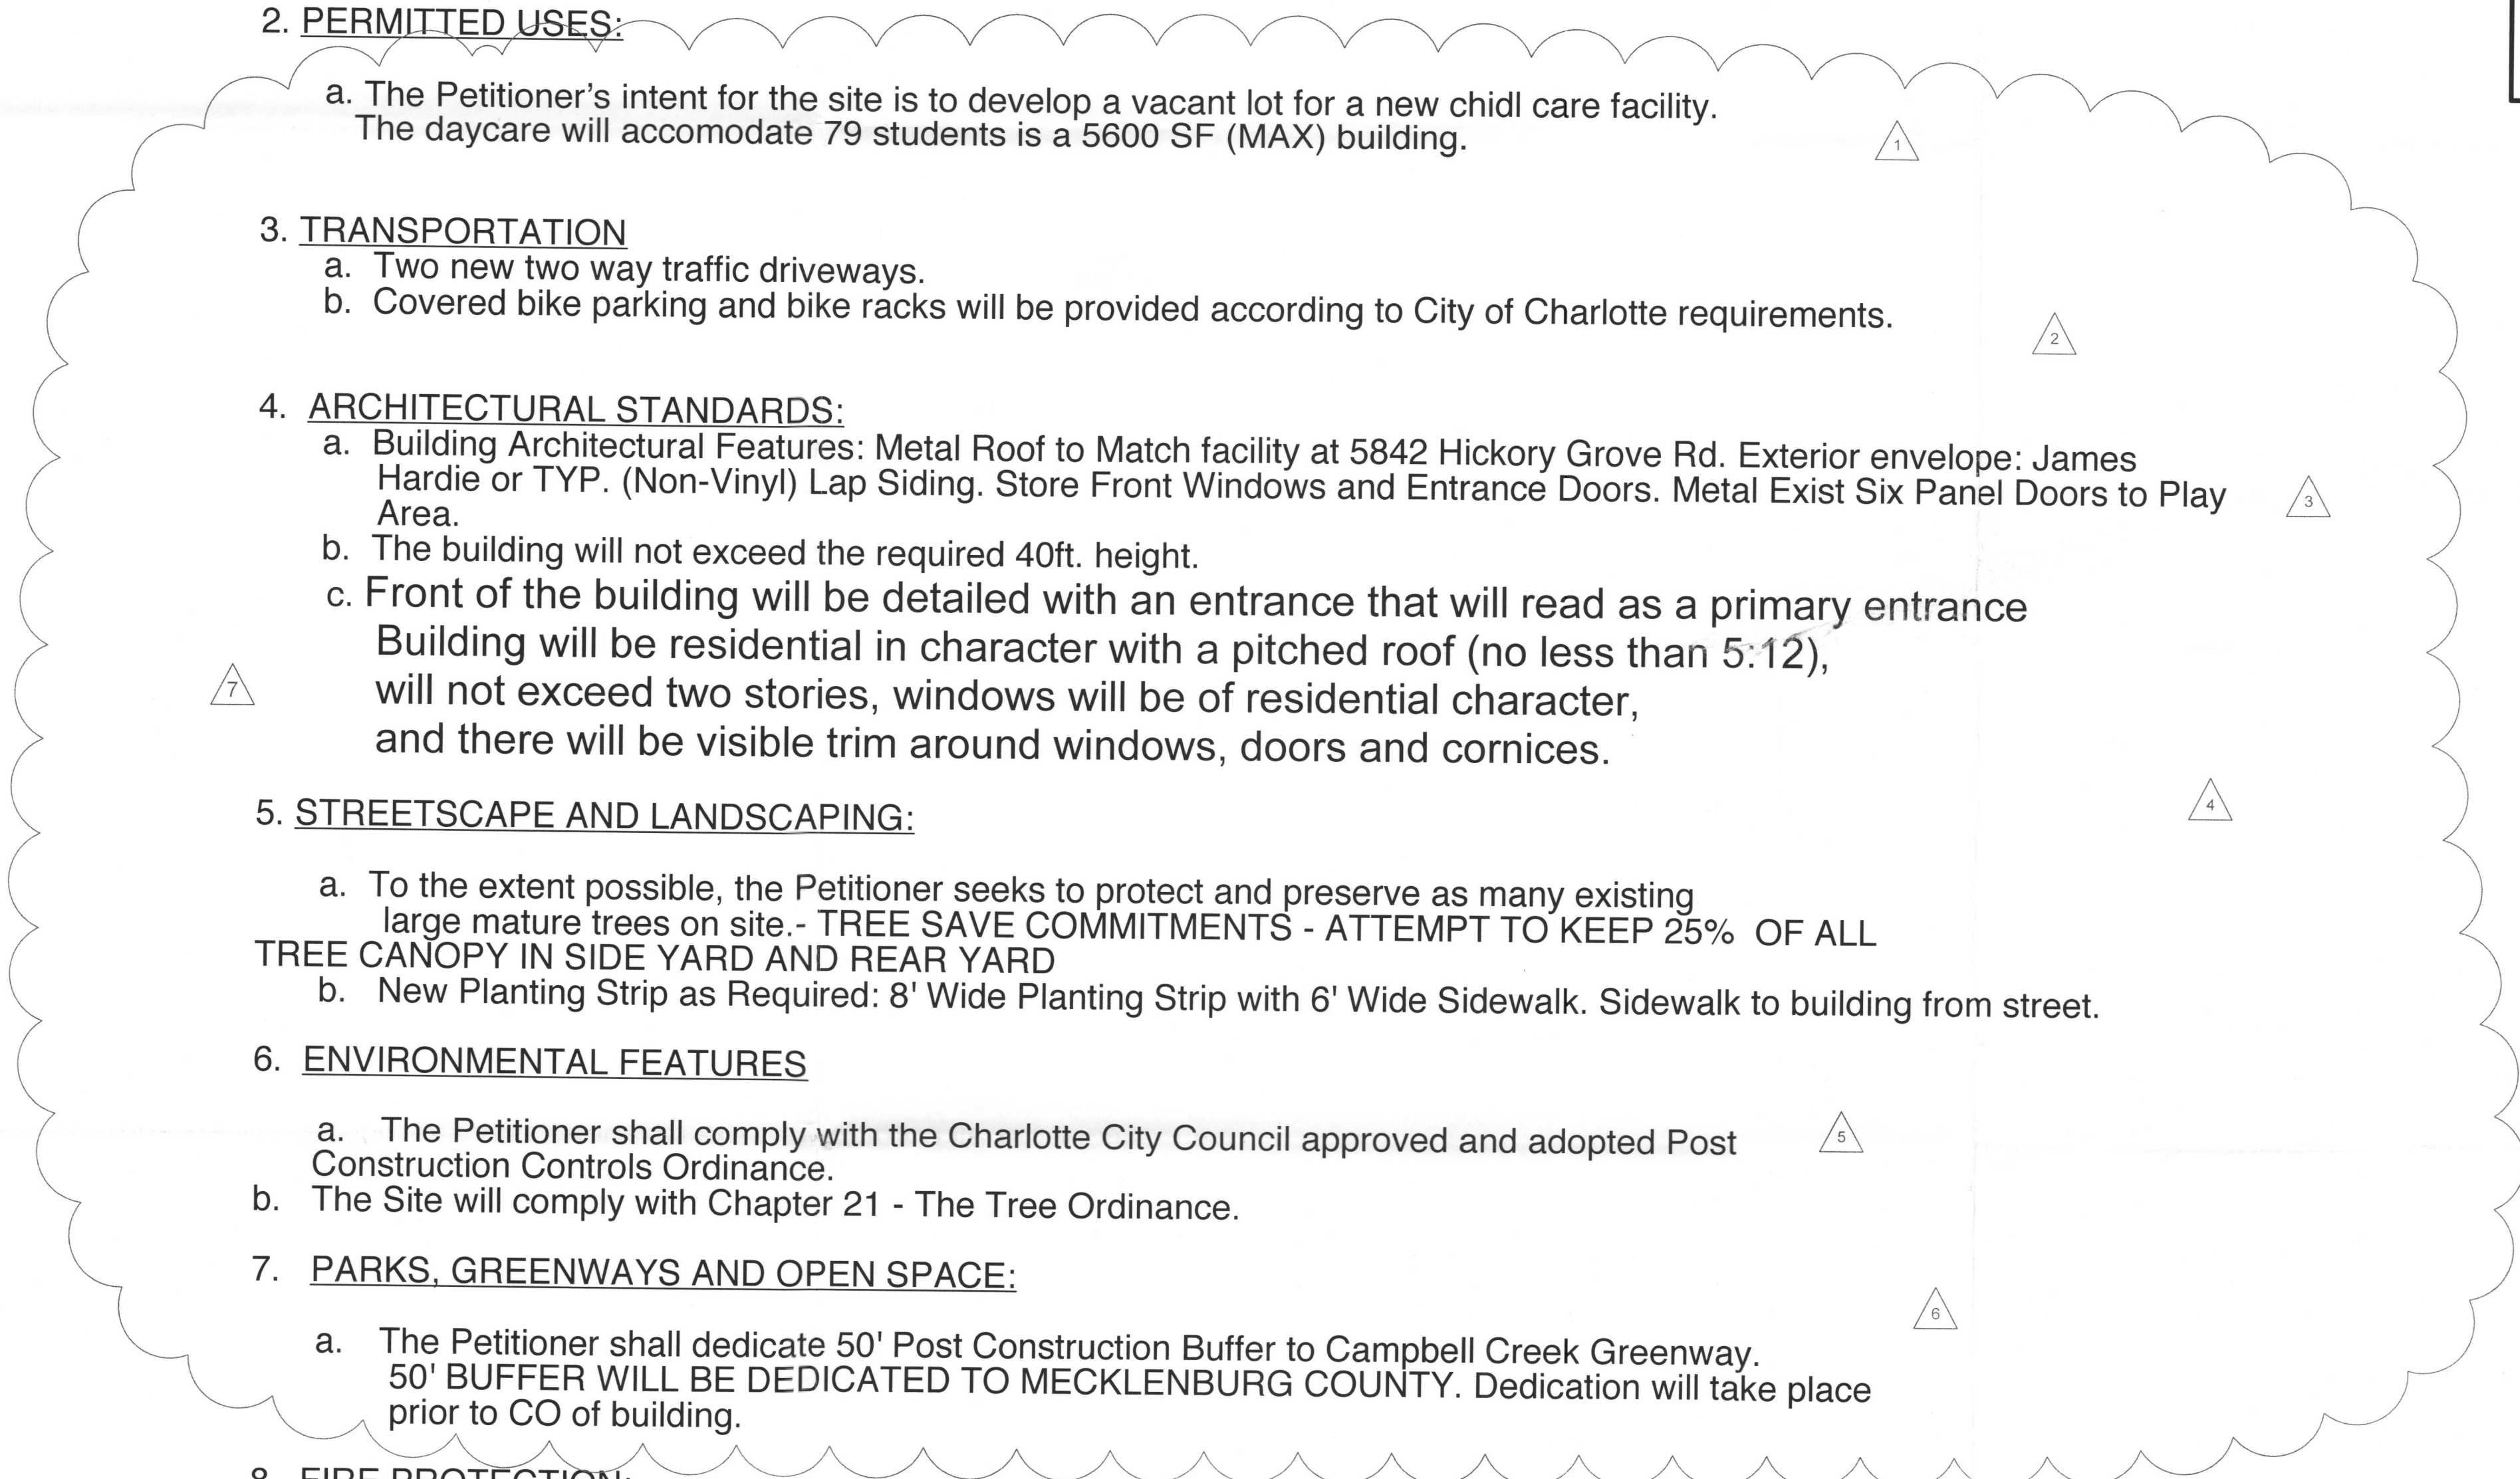 2. PERMITTED USES:
a. The Petitioner's intent for the site is to develop a vacant lot for a new chidl care facility.
The daycare will accomodate 79 students is a 5600 SF (MAX) building.
1
3. TRANSPORTATION
a. Two new two way traffic driveways.
b. Covered bike parking and bike racks will be provided according to City of Charlotte requirements.
2
4. ARCHITECTURAL STANDARDS:
a. Building Architectural Features: Metal Roof to Match facility at 5842 Hickory Grove Rd. Exterior envelope: James
Hardie or TYP. (Non-Vinyl) Lap Siding. Store Front Windows and Entrance Doors. Metal Exist Six Panel Doors to Play
3
Area.
b. The building will not exceed the required 40ft. height.
c. Front of the building will be detailed with an entrance that will read as a primary entrance
Building will be residential in character with a pitched roof (no less than 5:12),
7
will not exceed two stories, windows will be of residential character,
and there will be visible trim around windows, doors and cornices.
4
5. STREETSCAPE AND LANDSCAPING:
a. To the extent possible, the Petitioner seeks to protect and preserve as many existing
large mature trees on site.- TREE SAVE COMMITMENTS - ATTEMPT TO KEEP 25% OF ALL
TREE CANOPY IN SIDE YARD AND REAR YARD
b. New Planting Strip as Required: 8' Wide Planting Strip with 6' Wide Sidewalk. Sidewalk to building from street.
6. ENVIRONMENTAL FEATURES
a. The Petitioner shall comply with the Charlotte City Council approved and adopted Post
5
Construction Controls Ordinance.
b. The Site will comply with Chapter 21 - The Tree Ordinance.
7. PARKS, GREENWAYS AND OPEN SPACE:
6
a. The Petitioner shall dedicate 50' Post Construction Buffer to Campbell Creek Greenway.
50' BUFFER WILL BE DEDICATED TO MECKLENBURG COUNTY. Dedication will take place
prior to CO of building.
8. FIRE PROTECTION: